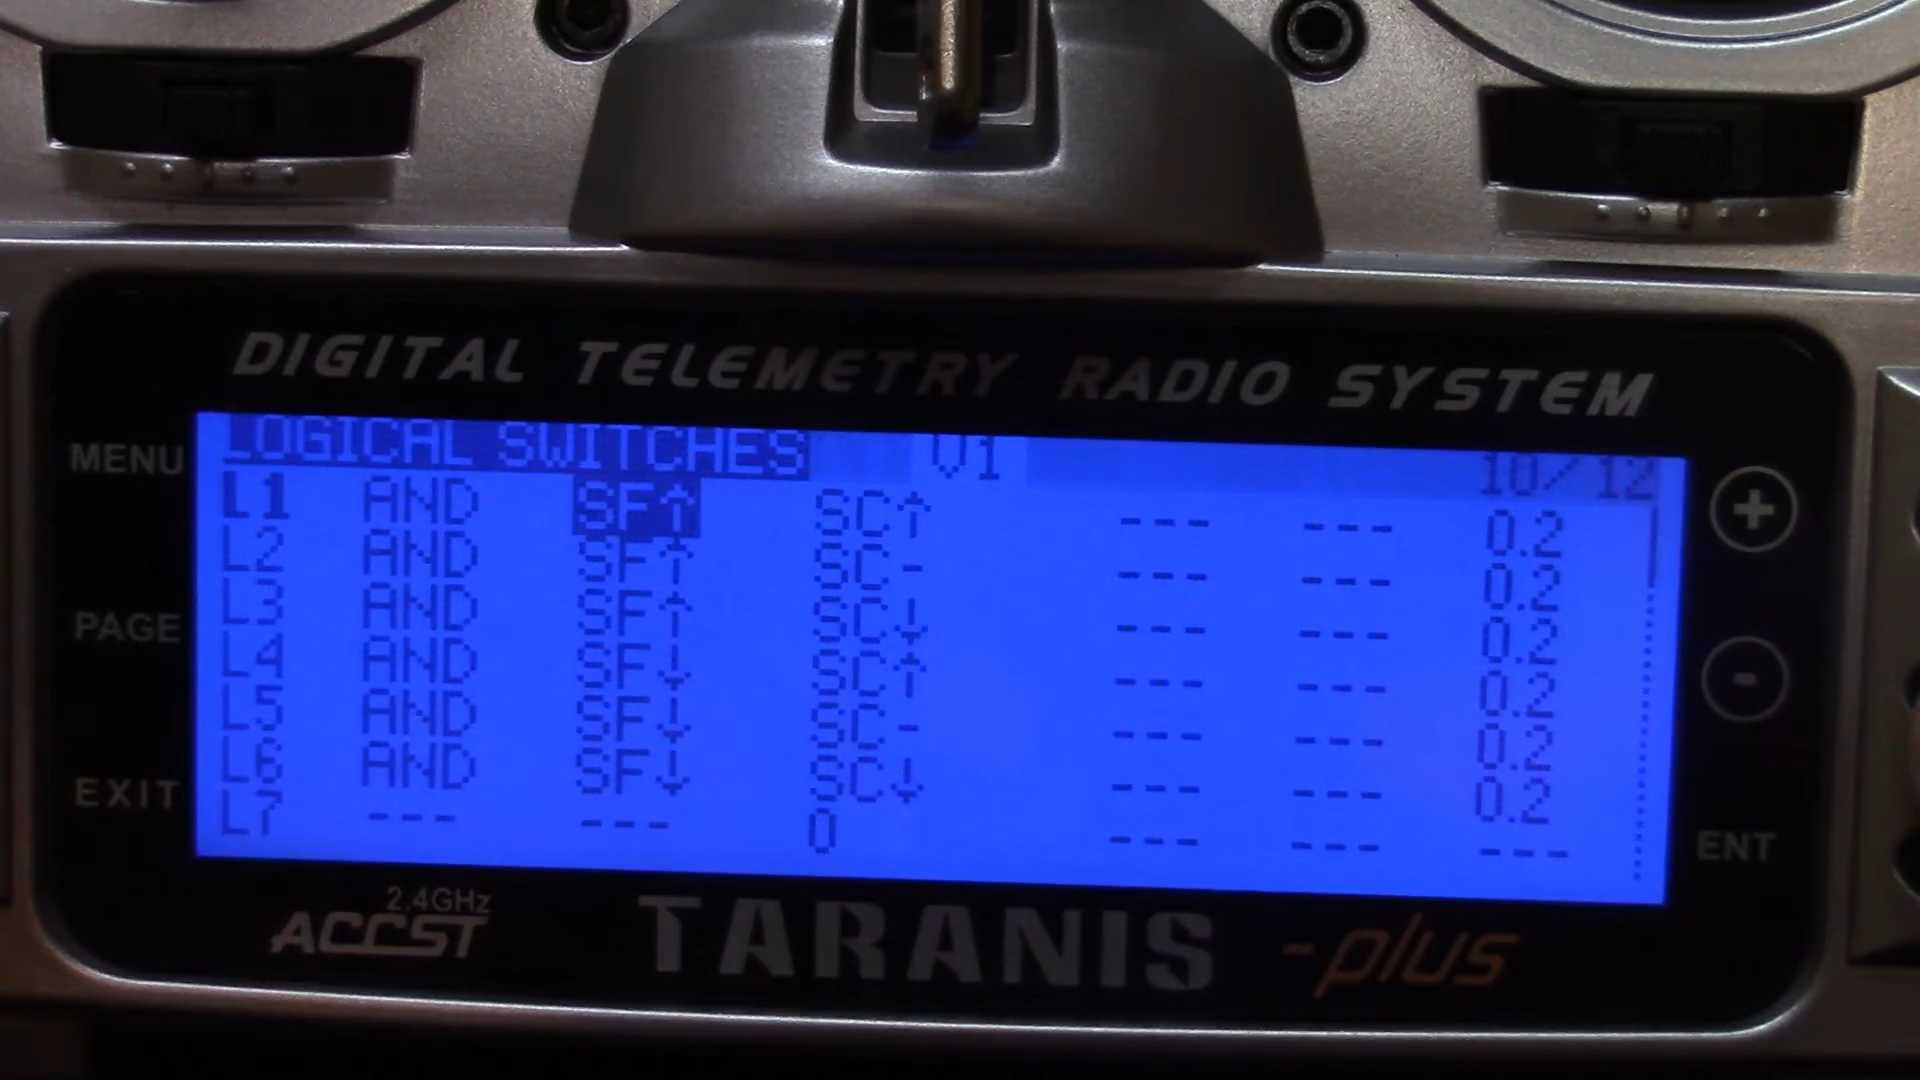 DIGITAL TELEMETRY RADIO SYSTEM
MENU
PAGE
EXIT
LOGICAL SWITCHES V1 10/12
L1 AND SF↑ SC↑ --- --- 0.2
L2 AND SF↑ SC- --- --- 0.2
L3 AND SF↑ SC↓ --- --- 0.2
L4 AND SF↓ SC↑ --- --- 0.2
L5 AND SF↓ SC- --- --- 0.2
L6 AND SF↓ SC↓ --- --- 0.2
L7 --- --- 0 --- --- ---
+
-
ENT
2.4GHz
ACCST
TARANIS -plus